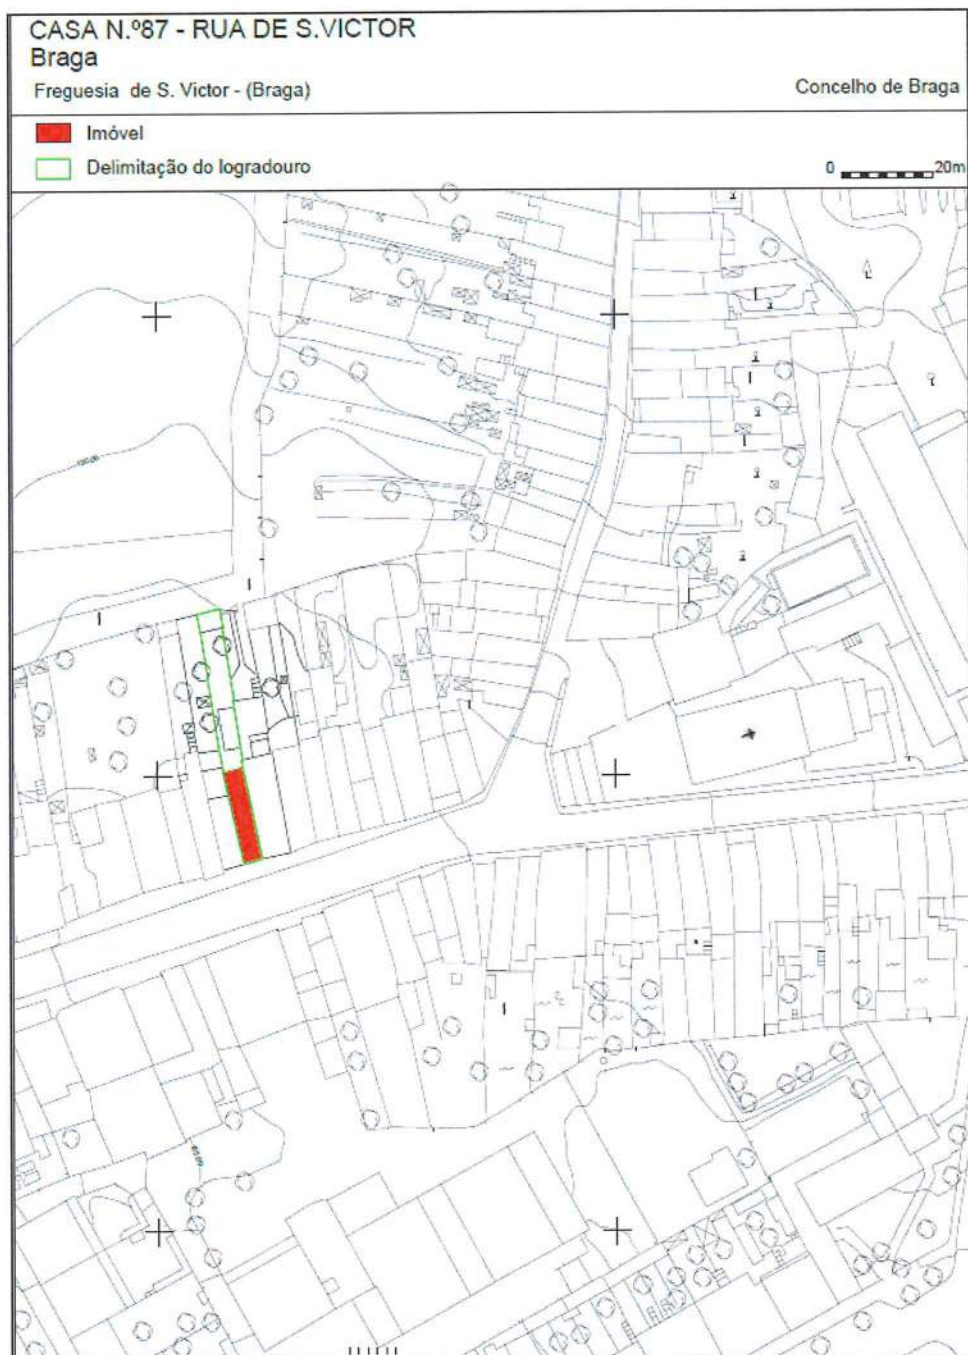 CASA N.º87 - RUA DE S.VICTOR
Braga
Freguesia de S. Victor - (Braga)
Concelho de Braga
Imóvel
Delimitação do logradouro
0 20m